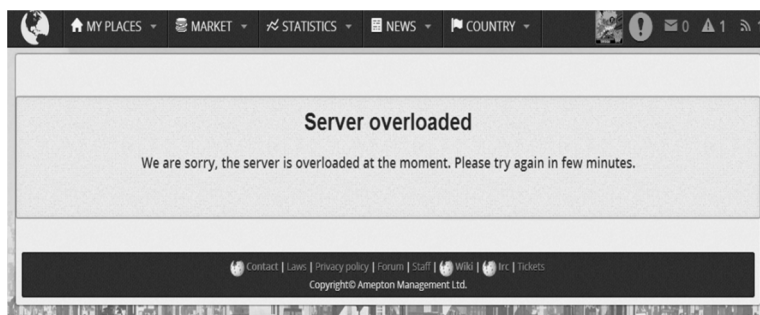 MY PLACES MARKET STATISTICS NEWS COUNTRY 0 1
Server overloaded
We are sorry, the server is overloaded at the moment. Please try again in few minutes.
Contact | Laws | Privacy policy | Forum | Staff | Wiki | Irc | Tickets
Copyright© Amepton Management Ltd.